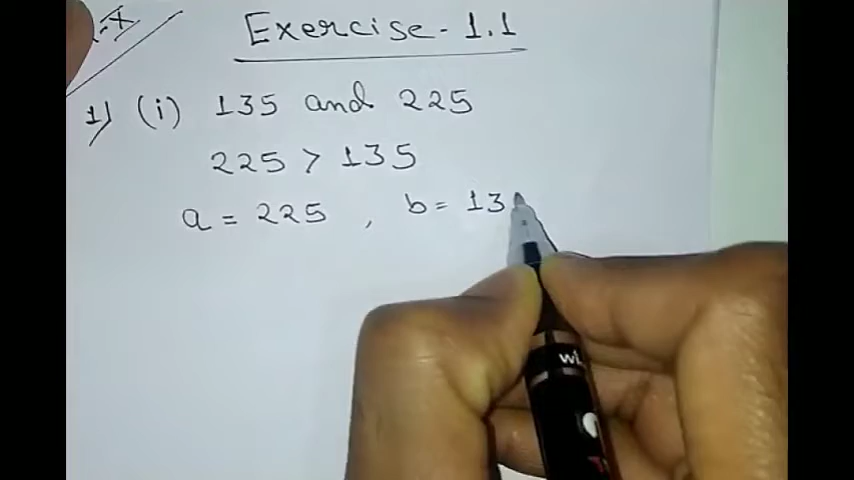 Exercise - 1.1
1) (i) 135 and 225
225 > 135
a = 225 , b = 13